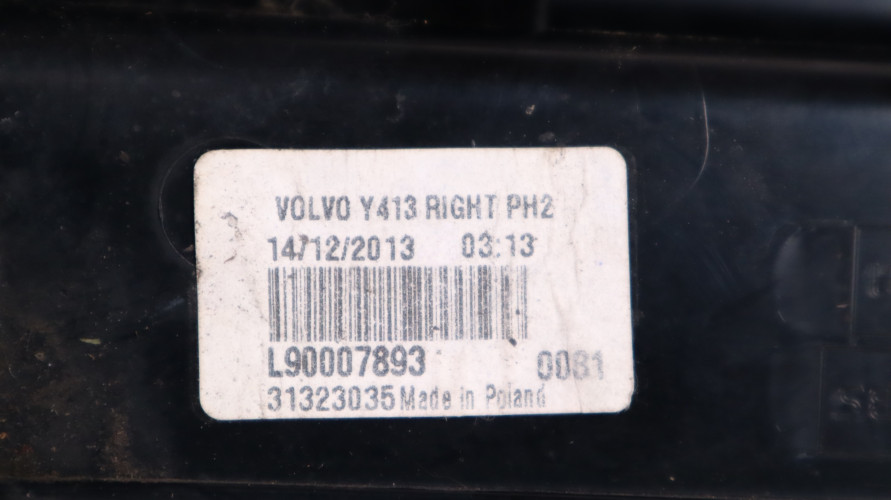 VOLVO Y413 RIGHT PH2
14/12/2013 03:13
L90007893 0081
31323035 Made in Poland